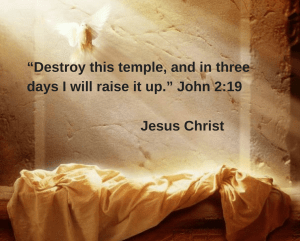 “Destroy this temple, and in three
days I will raise it up.” John 2:19
Jesus Christ